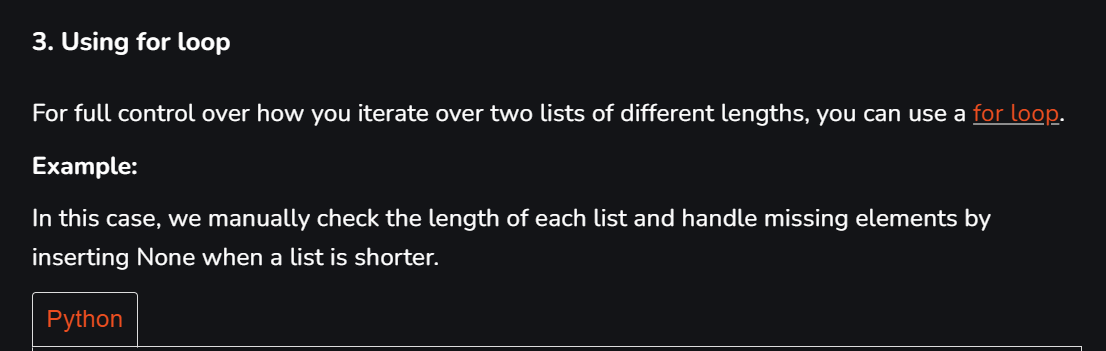 3. Using for loop
For full control over how you iterate over two lists of different lengths, you can use a for loop.
Example:
In this case, we manually check the length of each list and handle missing elements by
inserting None when a list is shorter.
Python